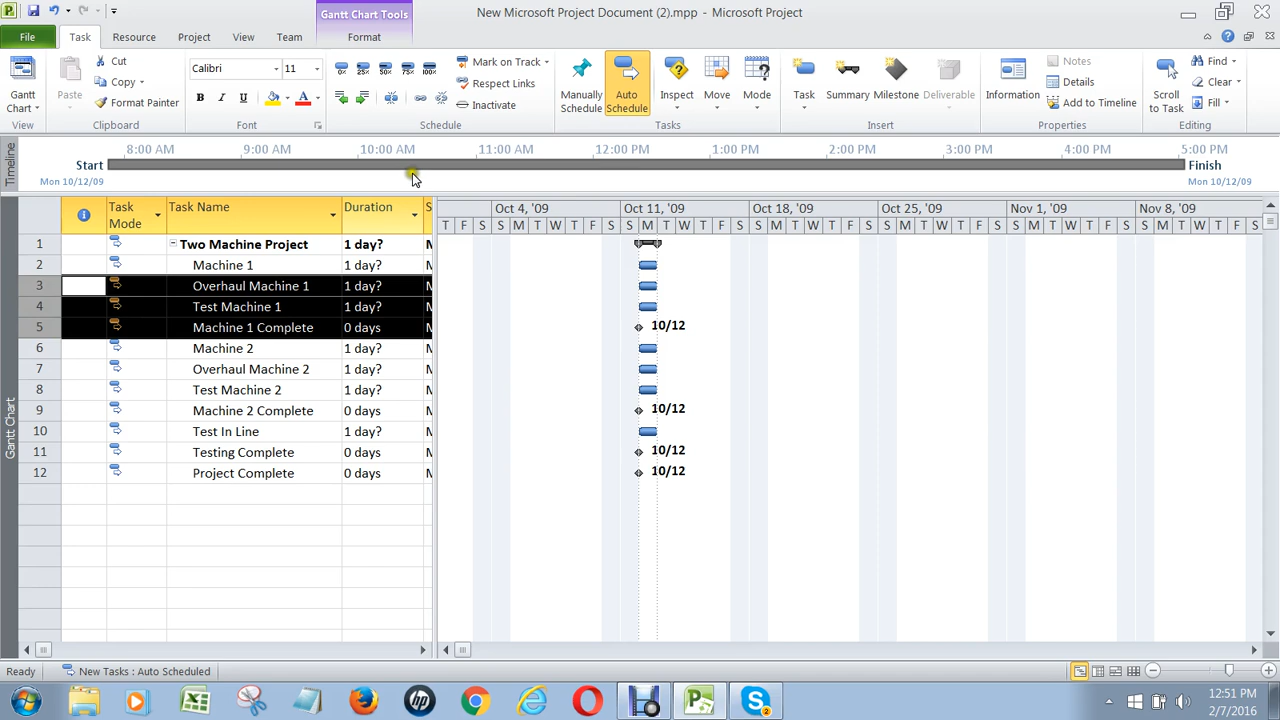 Gantt Chart Tools
New Microsoft Project Document (2).mpp - Microsoft Project
File Task Resource Project View Team Format
Gantt Chart
View
Paste
Cut
Copy
Format Painter
Clipboard
Calibri 11
B I U A
Font
0% 25% 50% 75% 100%
Mark on Track
Respect Links
Inactivate
Schedule
Manually Schedule
Auto Schedule
Inspect
Move
Mode
Tasks
Task
Summary
Milestone
Deliverable
Insert
Information
Notes
Details
Add to Timeline
Properties
Scroll to Task
Find
Clear
Fill
Editing
Timeline
8:00 AM 9:00 AM 10:00 AM 11:00 AM 12:00 PM 1:00 PM 2:00 PM 3:00 PM 4:00 PM 5:00 PM
Start Finish
Mon 10/12/09 Mon 10/12/09
Task Mode Task Name Duration S
Oct 4, '09 Oct 11, '09 Oct 18, '09 Oct 25, '09 Nov 1, '09 Nov 8, '09
T F S S M T W T F S S M T W T F S S M T W T F S S M T W T F S S M T W T F S S M T W T F S
Gantt Chart
1 Two Machine Project 1 day? M
2 Machine 1 1 day? M
3 Overhaul Machine 1 1 day? M
4 Test Machine 1 1 day? M
5 Machine 1 Complete 0 days M 10/12
6 Machine 2 1 day? M
7 Overhaul Machine 2 1 day? M
8 Test Machine 2 1 day? M
9 Machine 2 Complete 0 days M 10/12
10 Test In Line 1 day? M
11 Testing Complete 0 days M 10/12
12 Project Complete 0 days M 10/12
Ready New Tasks : Auto Scheduled
12:51 PM
2/7/2016